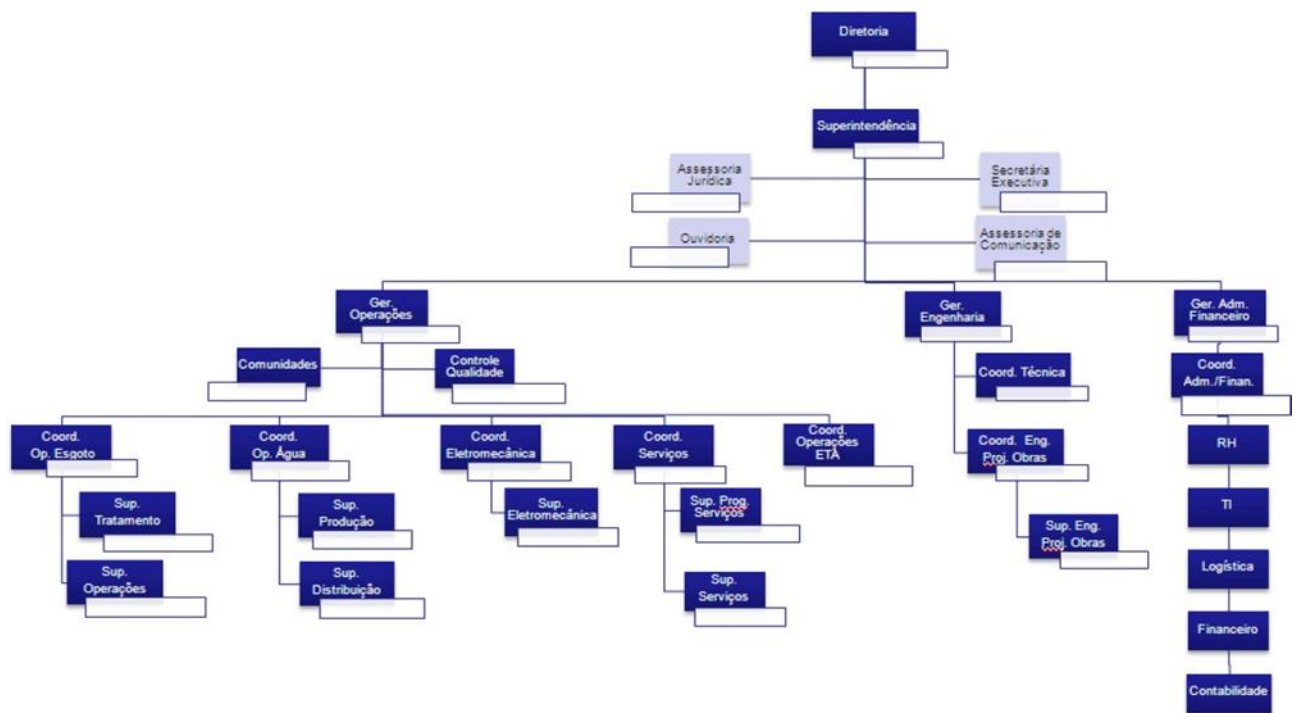 Diretoria
Superintendência
Assessoria
Jurídica
Secretária
Executiva
Ouvidoria
Assessoria de
Comunicação
Ger.
Operações
Ger.
Engenharia
Ger. Adm.
Financeiro
Comunidades
Controle
Qualidade
Coord. Técnica
Coord.
Adm./Finan.
Coord.
Op. Esgoto
Coord.
Op. Água
Coord.
Eletromecânica
Coord.
Serviços
Coord.
Operações
ETA
Coord. Eng.
Proj. Obras
RH
Sup.
Tratamento
Sup.
Produção
Sup.
Eletromecânica
Sup. Prog.
Serviços
TI
Sup. Eng.
Proj. Obras
Sup.
Operações
Sup.
Distribuição
Sup.
Serviços
Logística
Financeiro
Contabilidade